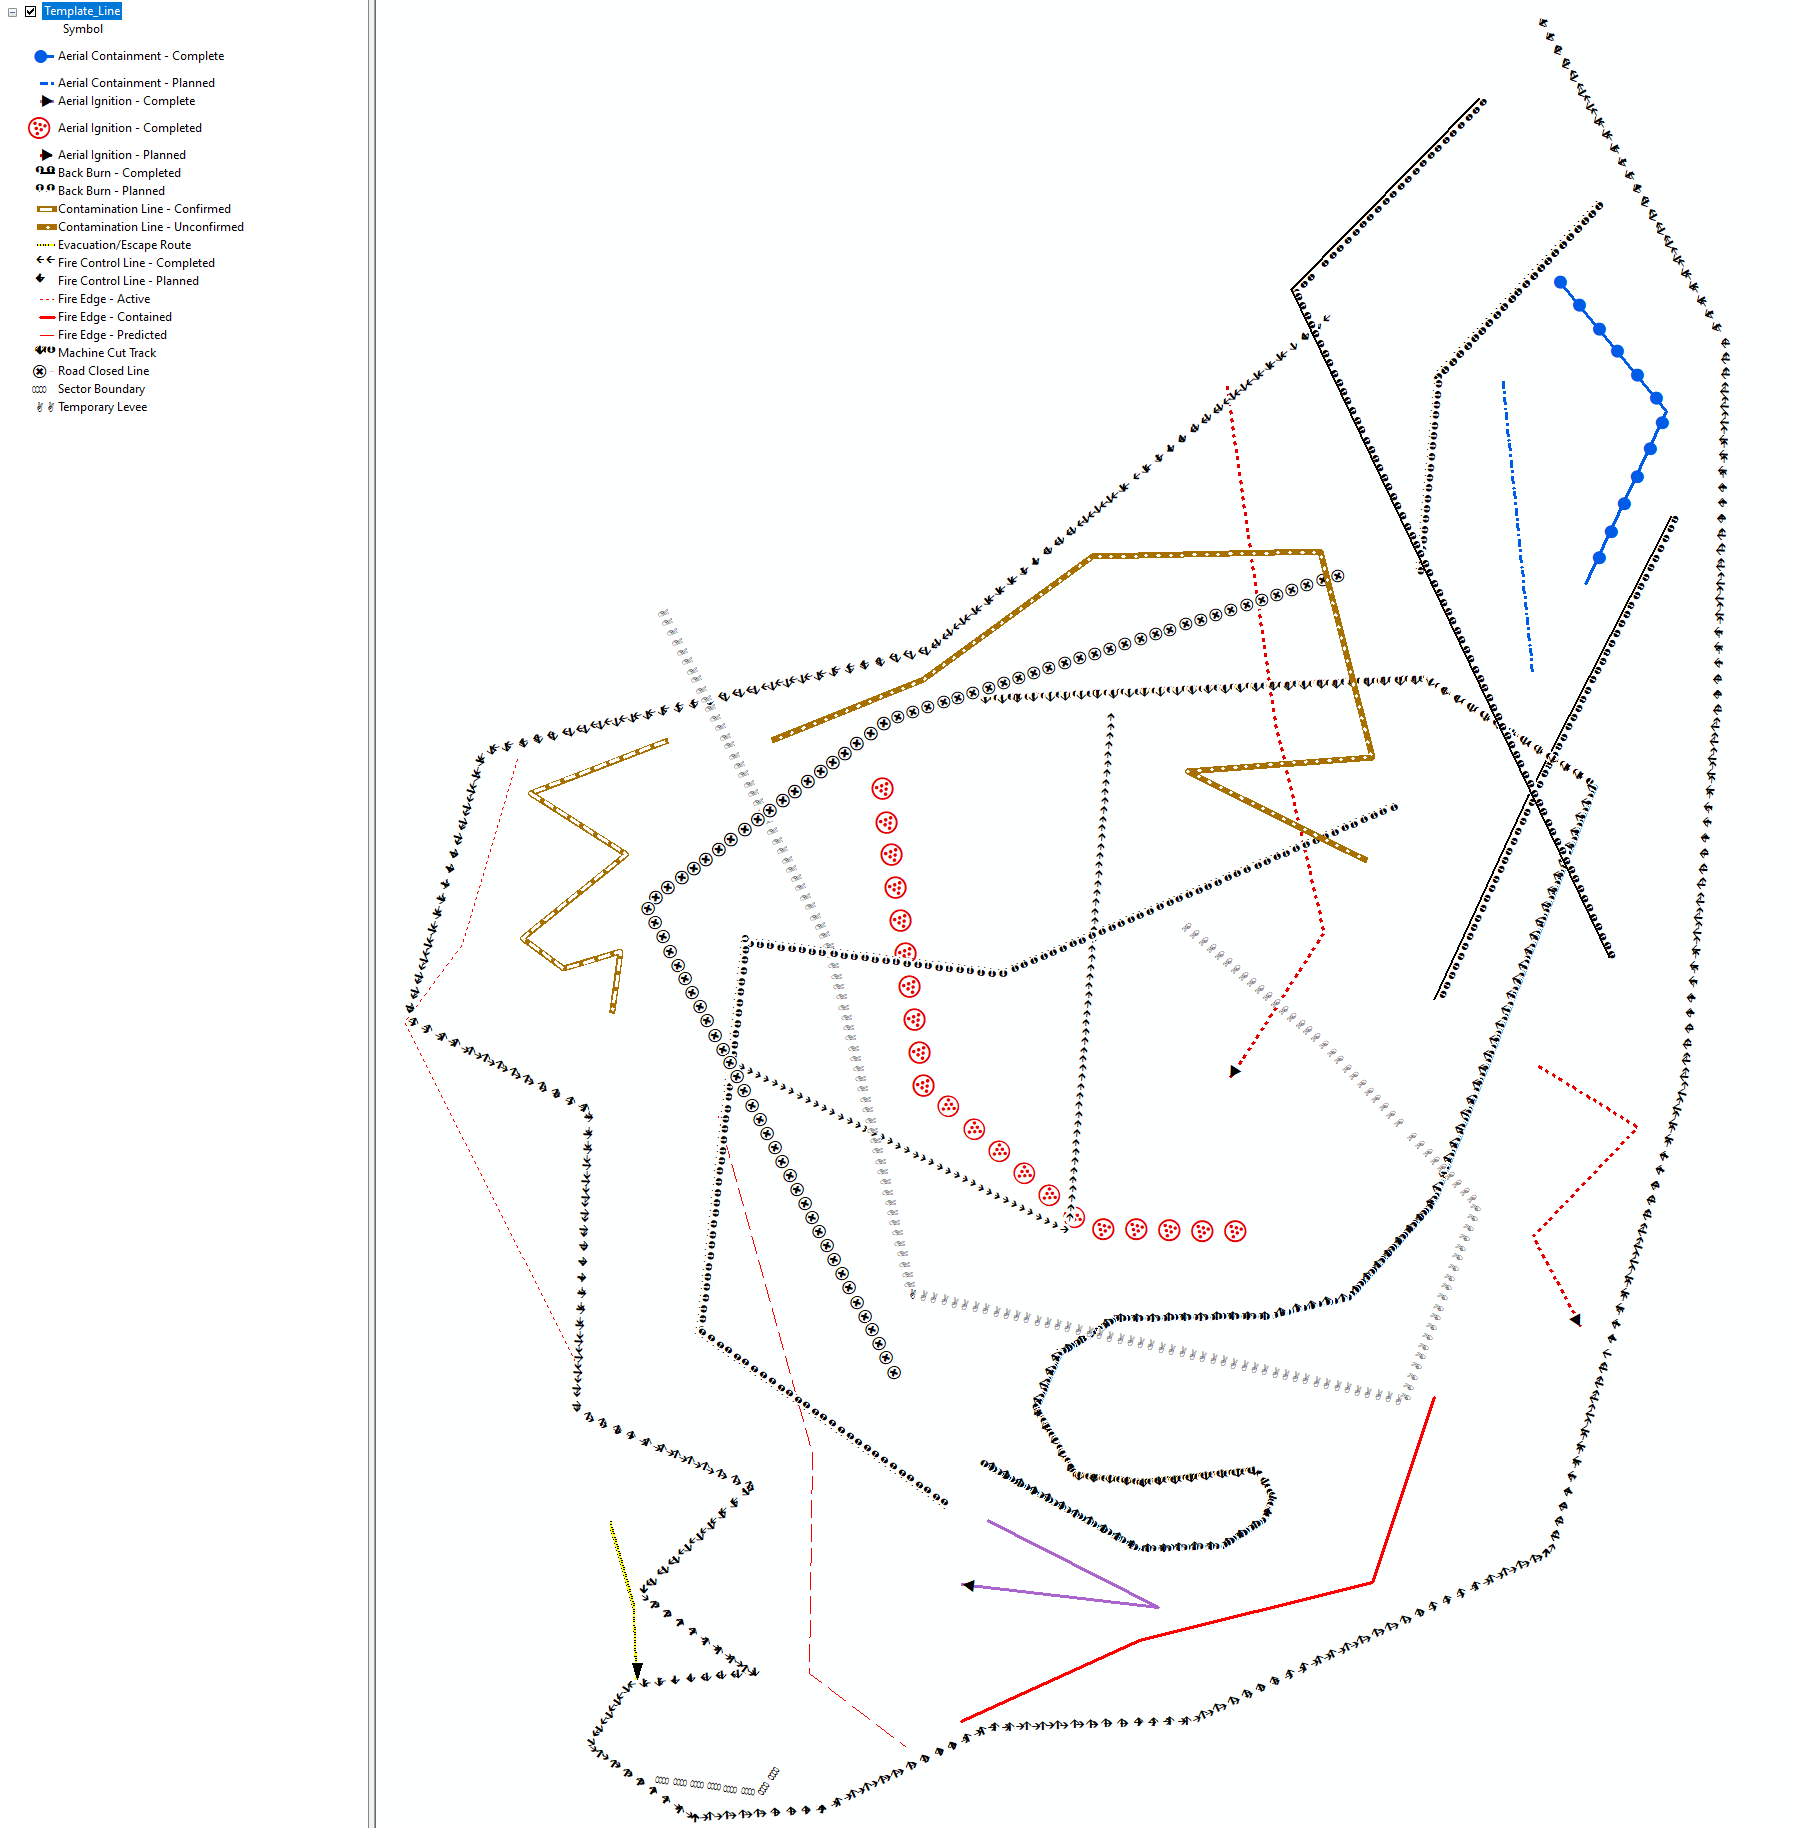 Template_Line
Symbol
Aerial Containment - Complete
Aerial Containment - Planned
Aerial Ignition - Complete
Aerial Ignition - Completed
Aerial Ignition - Planned
Back Burn - Completed
Back Burn - Planned
Contamination Line - Confirmed
Contamination Line - Unconfirmed
Evacuation/Escape Route
Fire Control Line - Completed
Fire Control Line - Planned
Fire Edge - Active
Fire Edge - Contained
Fire Edge - Predicted
Machine Cut Track
Road Closed Line
Sector Boundary
Temporary Levee